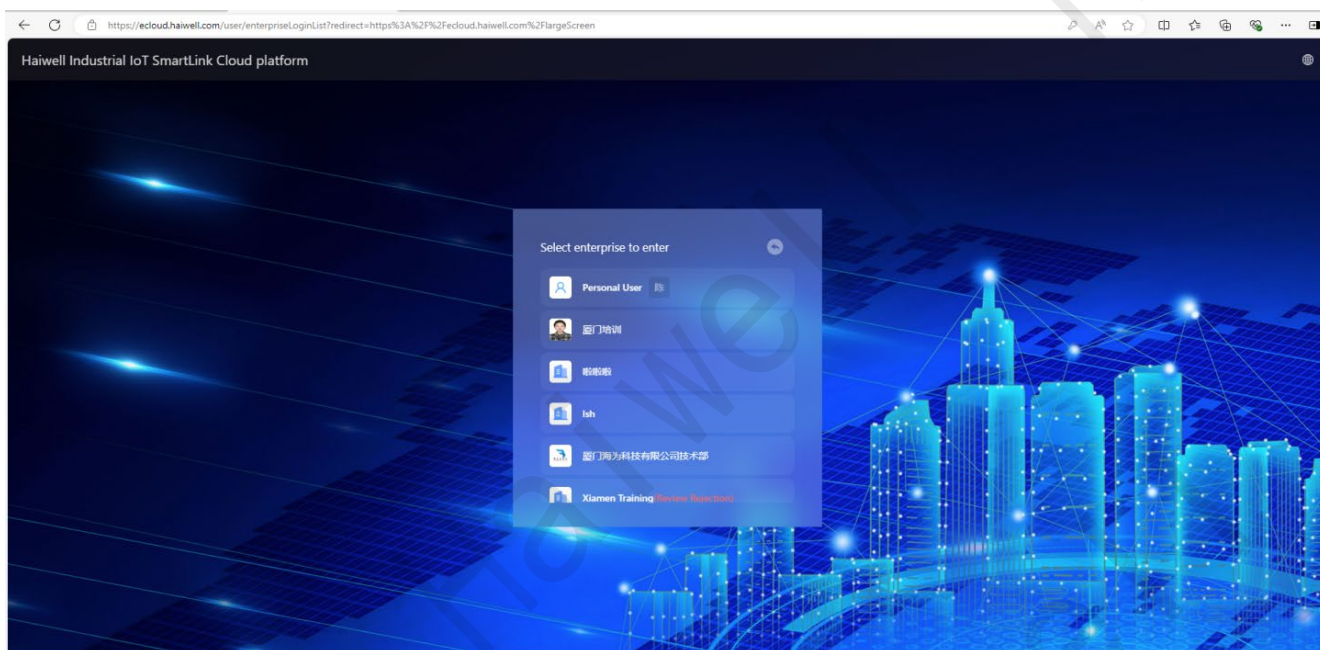 https://ecloud.haiwell.com/user/enterpriseLoginList?redirect=https%3A%2F%2Fecloud.haiwell.com%2FlargeScreen
Haiwell Industrial IoT SmartLink Cloud platform
Select enterprise to enter
Personal User
厦门培训
啦啦啦
lsh
厦门海为科技有限公司技术部
Xiamen Training(Review Rejection)
haiwell